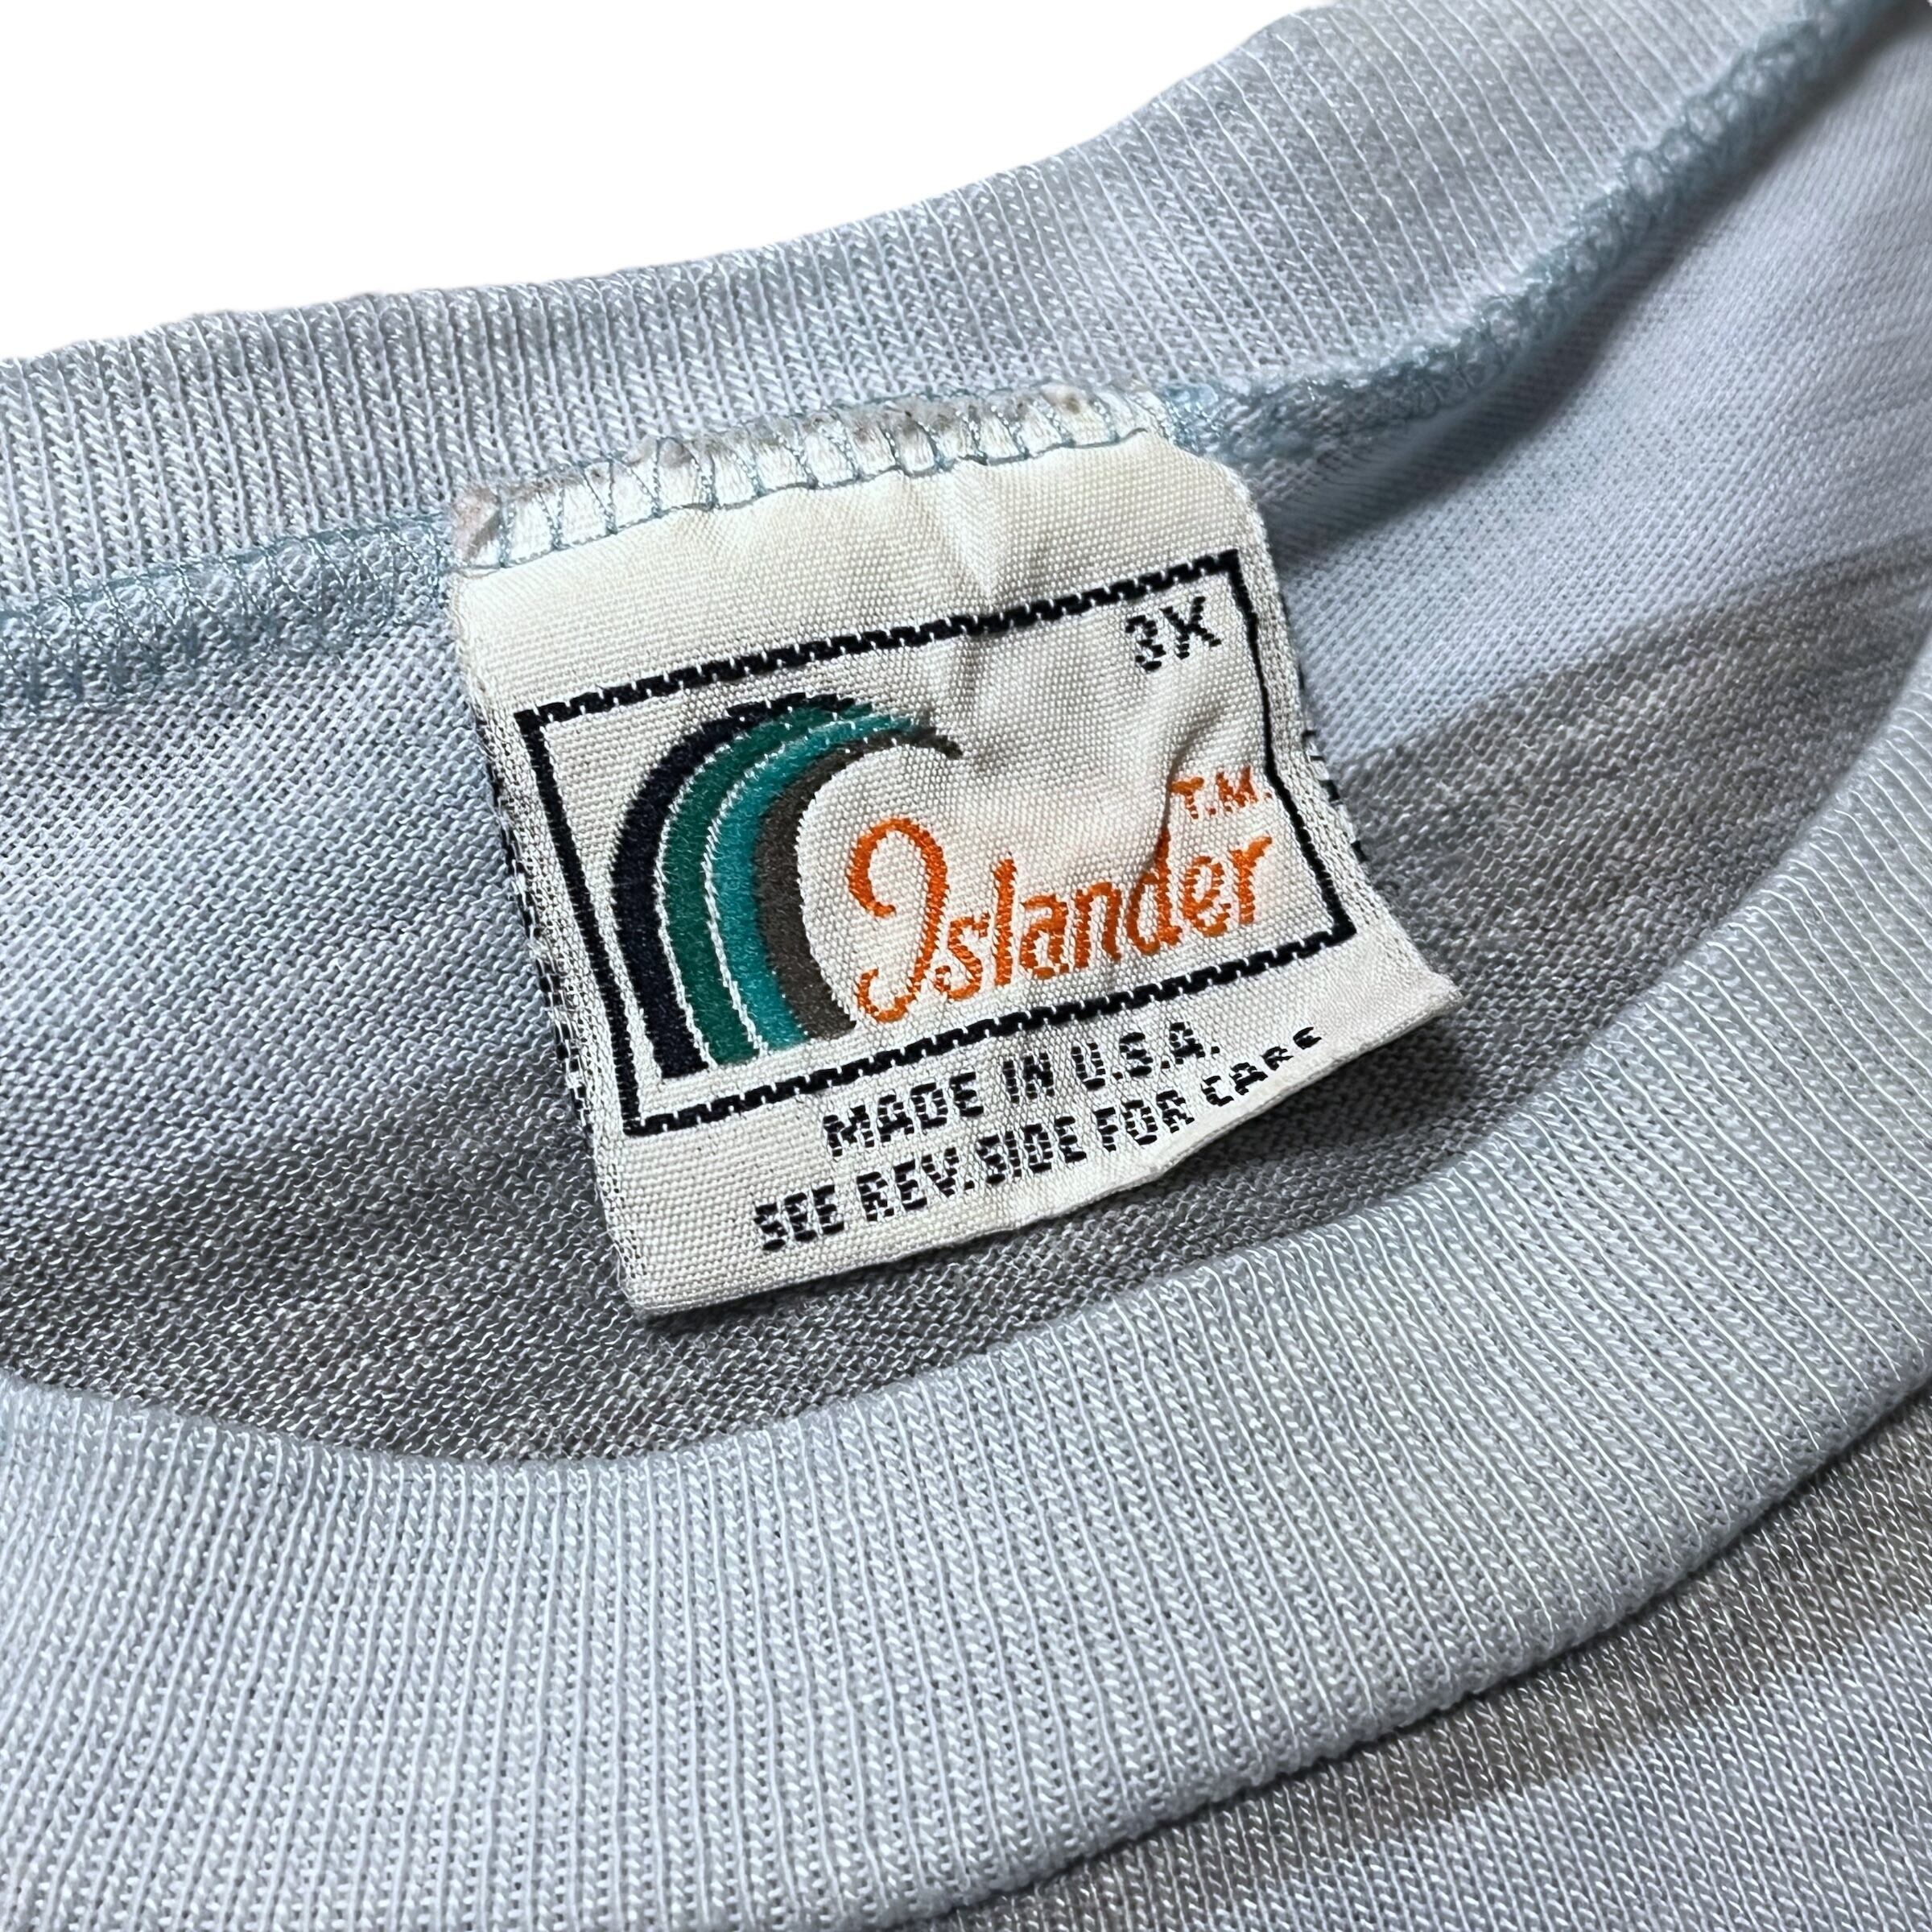 3X
T.M.
Islander
MADE IN U.S.A.
SEE REV. SIDE FOR CARE